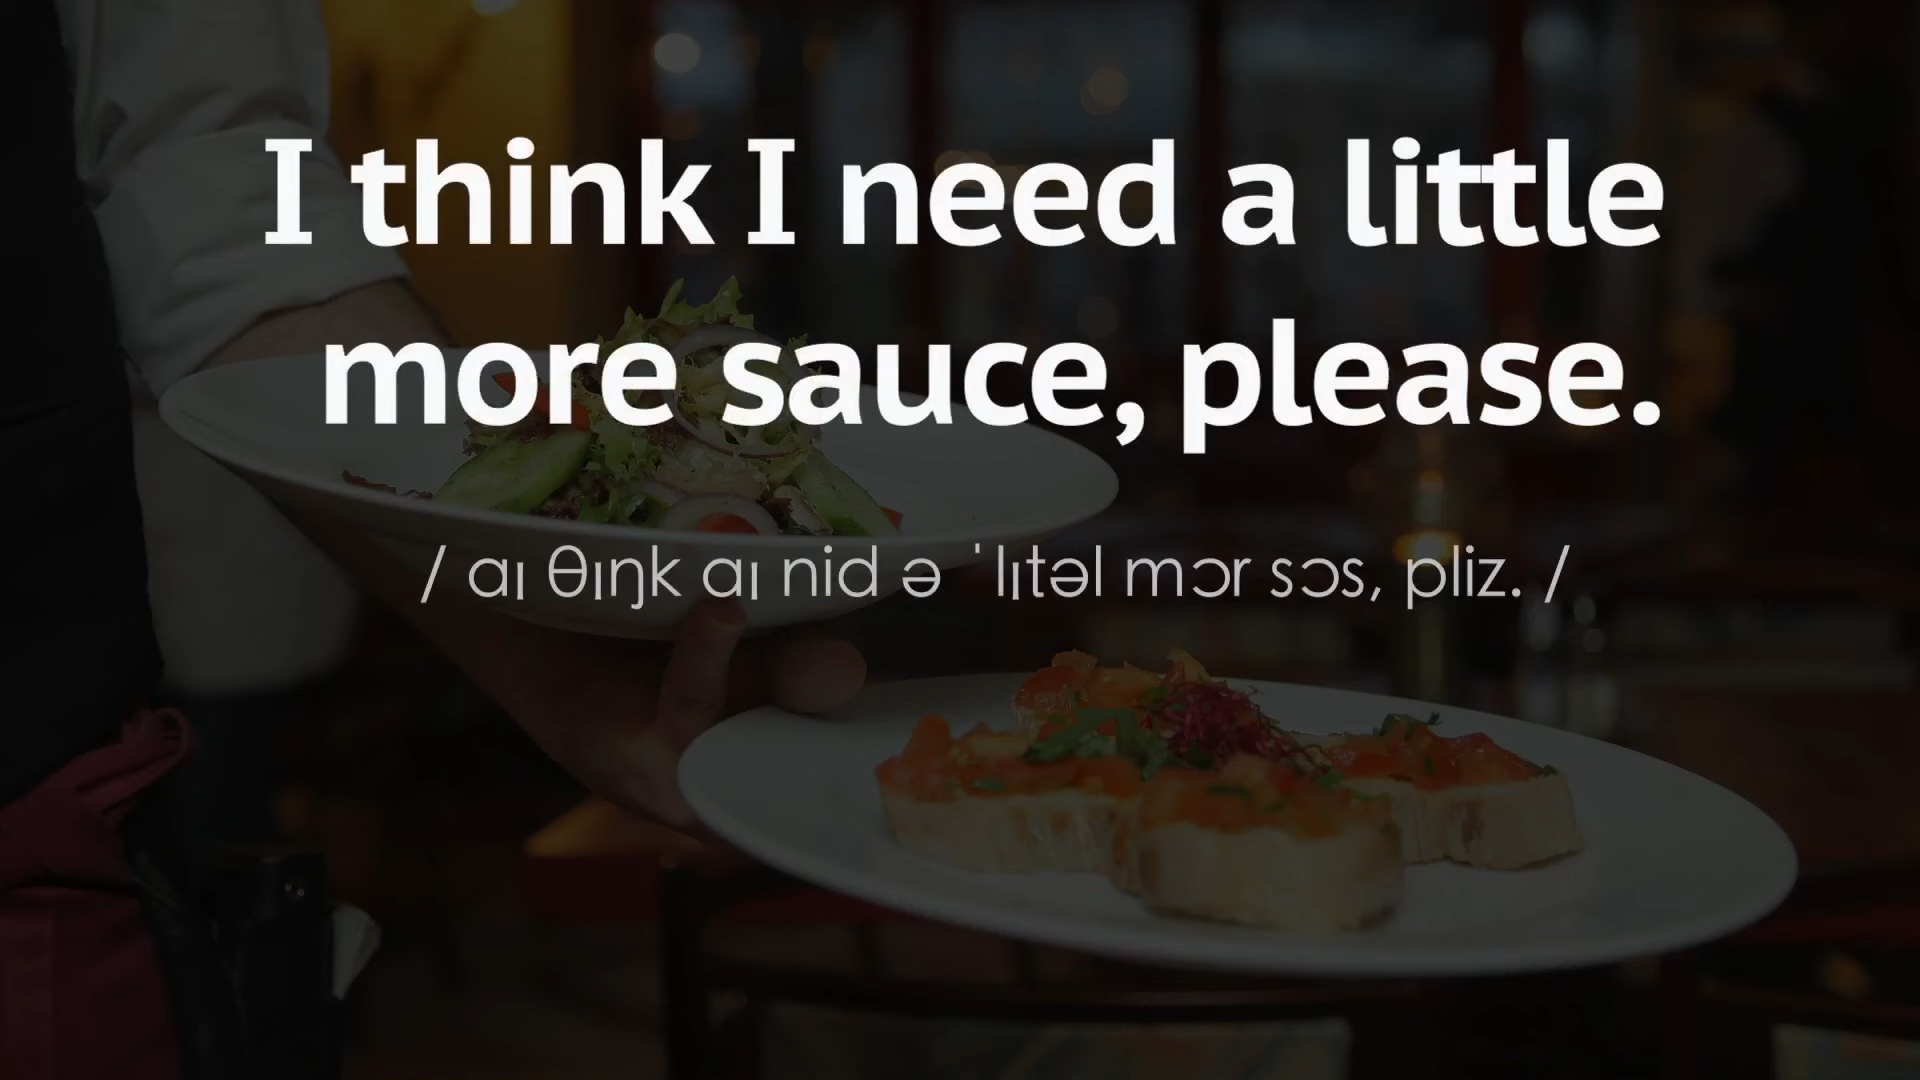 I think I need a little
more sauce, please.
/ aɪ θɪŋk aɪ nid ə ˈlɪtəl mɔr sɔs, pliz. /